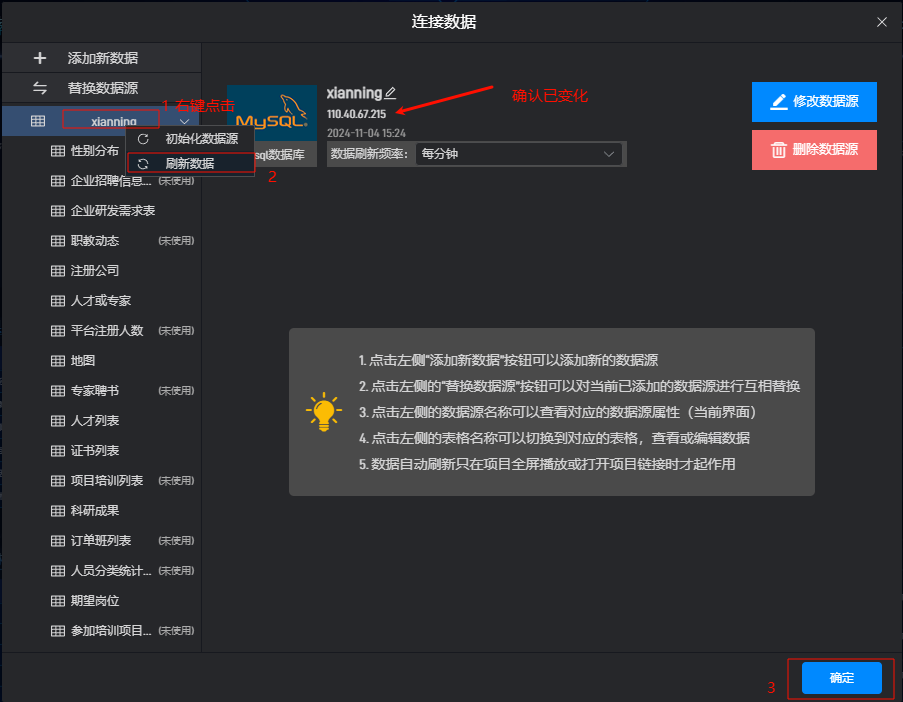 连接数据
添加新数据
替换数据源
1 右键点击
xianning
初始化数据源
刷新数据
2
性别分布
企业招聘信息... (未使用)
企业研发需求表
职教动态 (未使用)
注册公司
人才或专家
平台注册人数 (未使用)
地图
专家聘书 (未使用)
人才列表
证书列表
项目培训列表 (未使用)
科研成果
订单班列表 (未使用)
人员分类统计... (未使用)
期望岗位
参加培训项目... (未使用)
MySQL
sql数据库
xianning
110.40.67.215
2024-11-04 15:24
数据刷新频率: 每分钟
确认已变化
修改数据源
删除数据源
1. 点击左侧"添加新数据"按钮可以添加新的数据源
2. 点击左侧的"替换数据源"按钮可以对当前已添加的数据源进行互相替换
3. 点击左侧的数据源名称可以查看对应的数据源属性（当前界面）
4. 点击左侧的表格名称可以切换到对应的表格，查看或编辑数据
5. 数据自动刷新只在项目全屏播放或打开项目链接时才起作用
3
确定